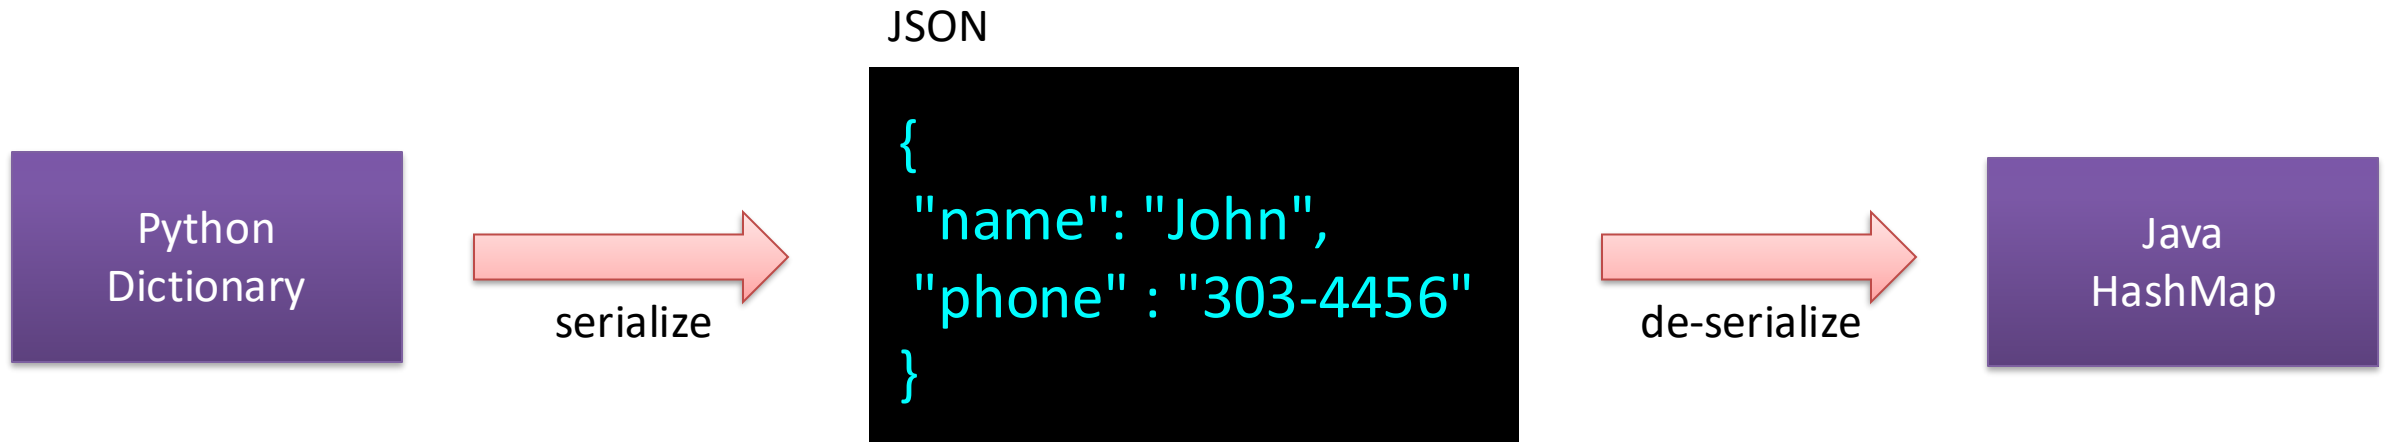 JSON
Python
Dictionary
serialize
{
"name": "John",
"phone" : "303-4456"
}
de-serialize
Java
HashMap